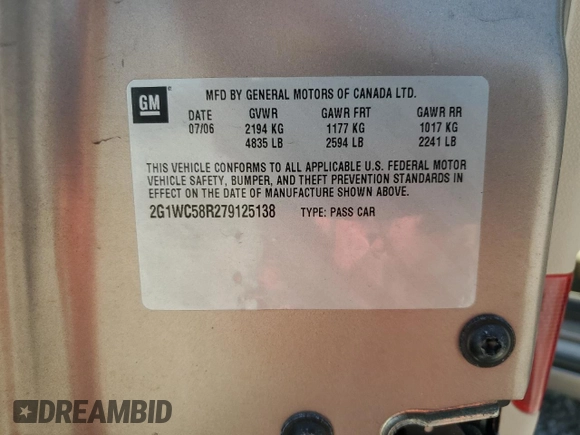 GM
MFD BY GENERAL MOTORS OF CANADA LTD.
DATE GVWR GAWR FRT GAWR RR
07/06 2194 KG 1177 KG 1017 KG
4835 LB 2594 LB 2241 LB
THIS VEHICLE CONFORMS TO ALL APPLICABLE U.S. FEDERAL MOTOR
VEHICLE SAFETY, BUMPER, AND THEFT PREVENTION STANDARDS IN
EFFECT ON THE DATE OF MANUFACTURE SHOWN ABOVE.
2G1WC58R279125138 TYPE: PASS CAR
DREAMBID